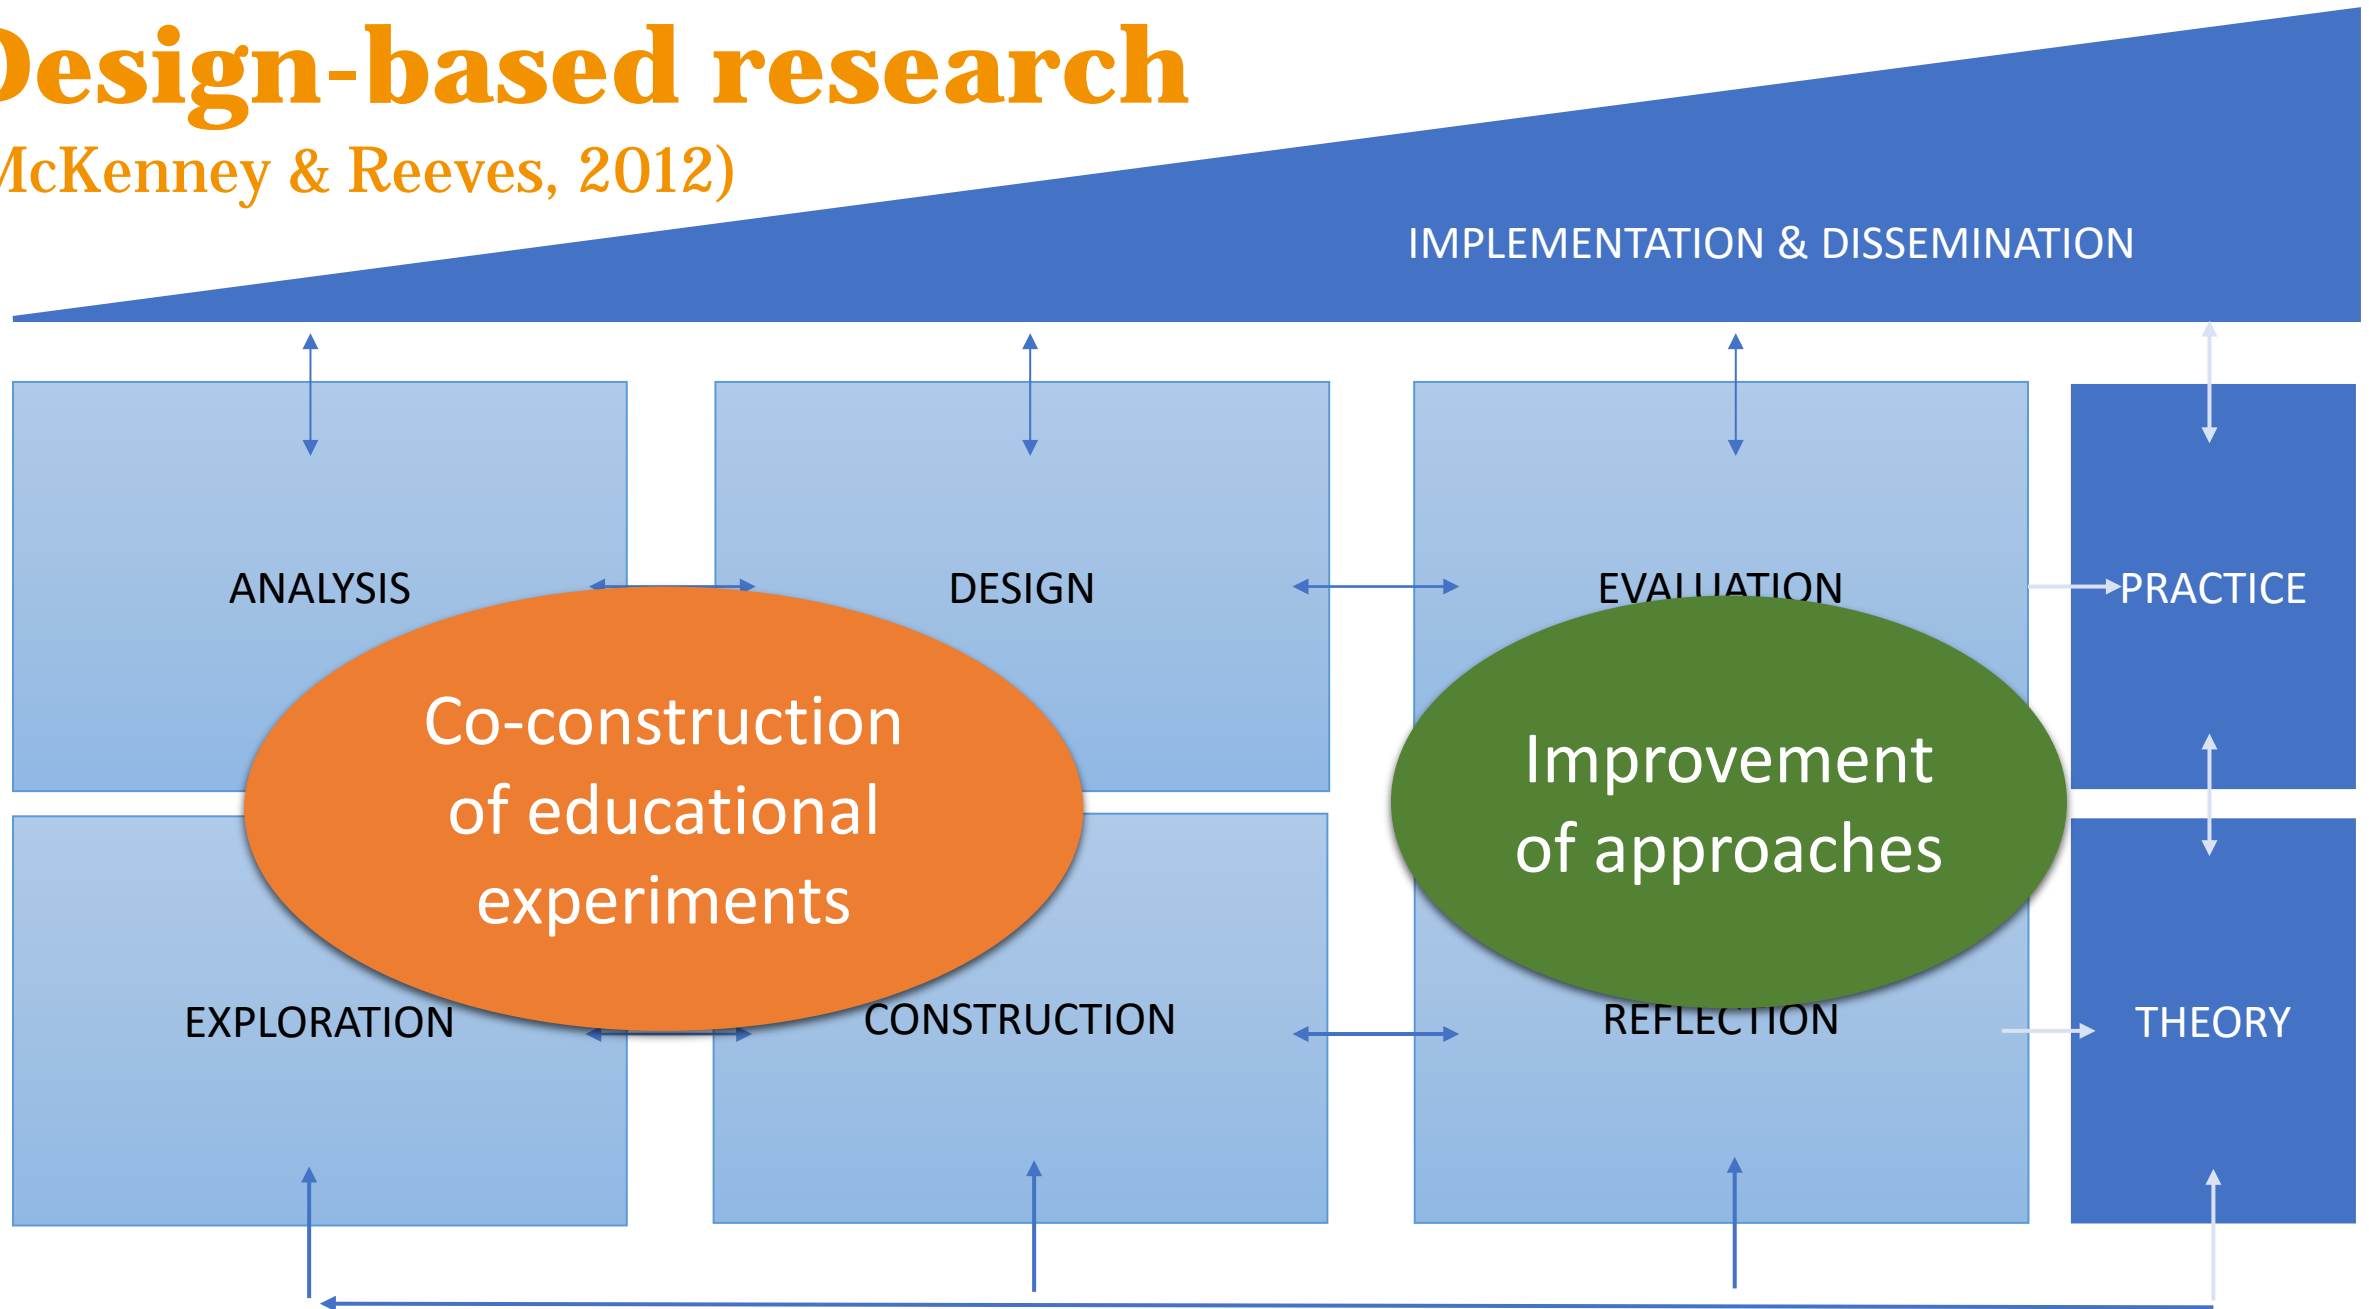 Design-based research
McKenney & Reeves, 2012)
IMPLEMENTATION & DISSEMINATION
ANALYSIS
DESIGN
EVALUATION
PRACTICE
Co-construction
of educational
experiments
Improvement
of approaches
EXPLORATION
CONSTRUCTION
REFLECTION
THEORY